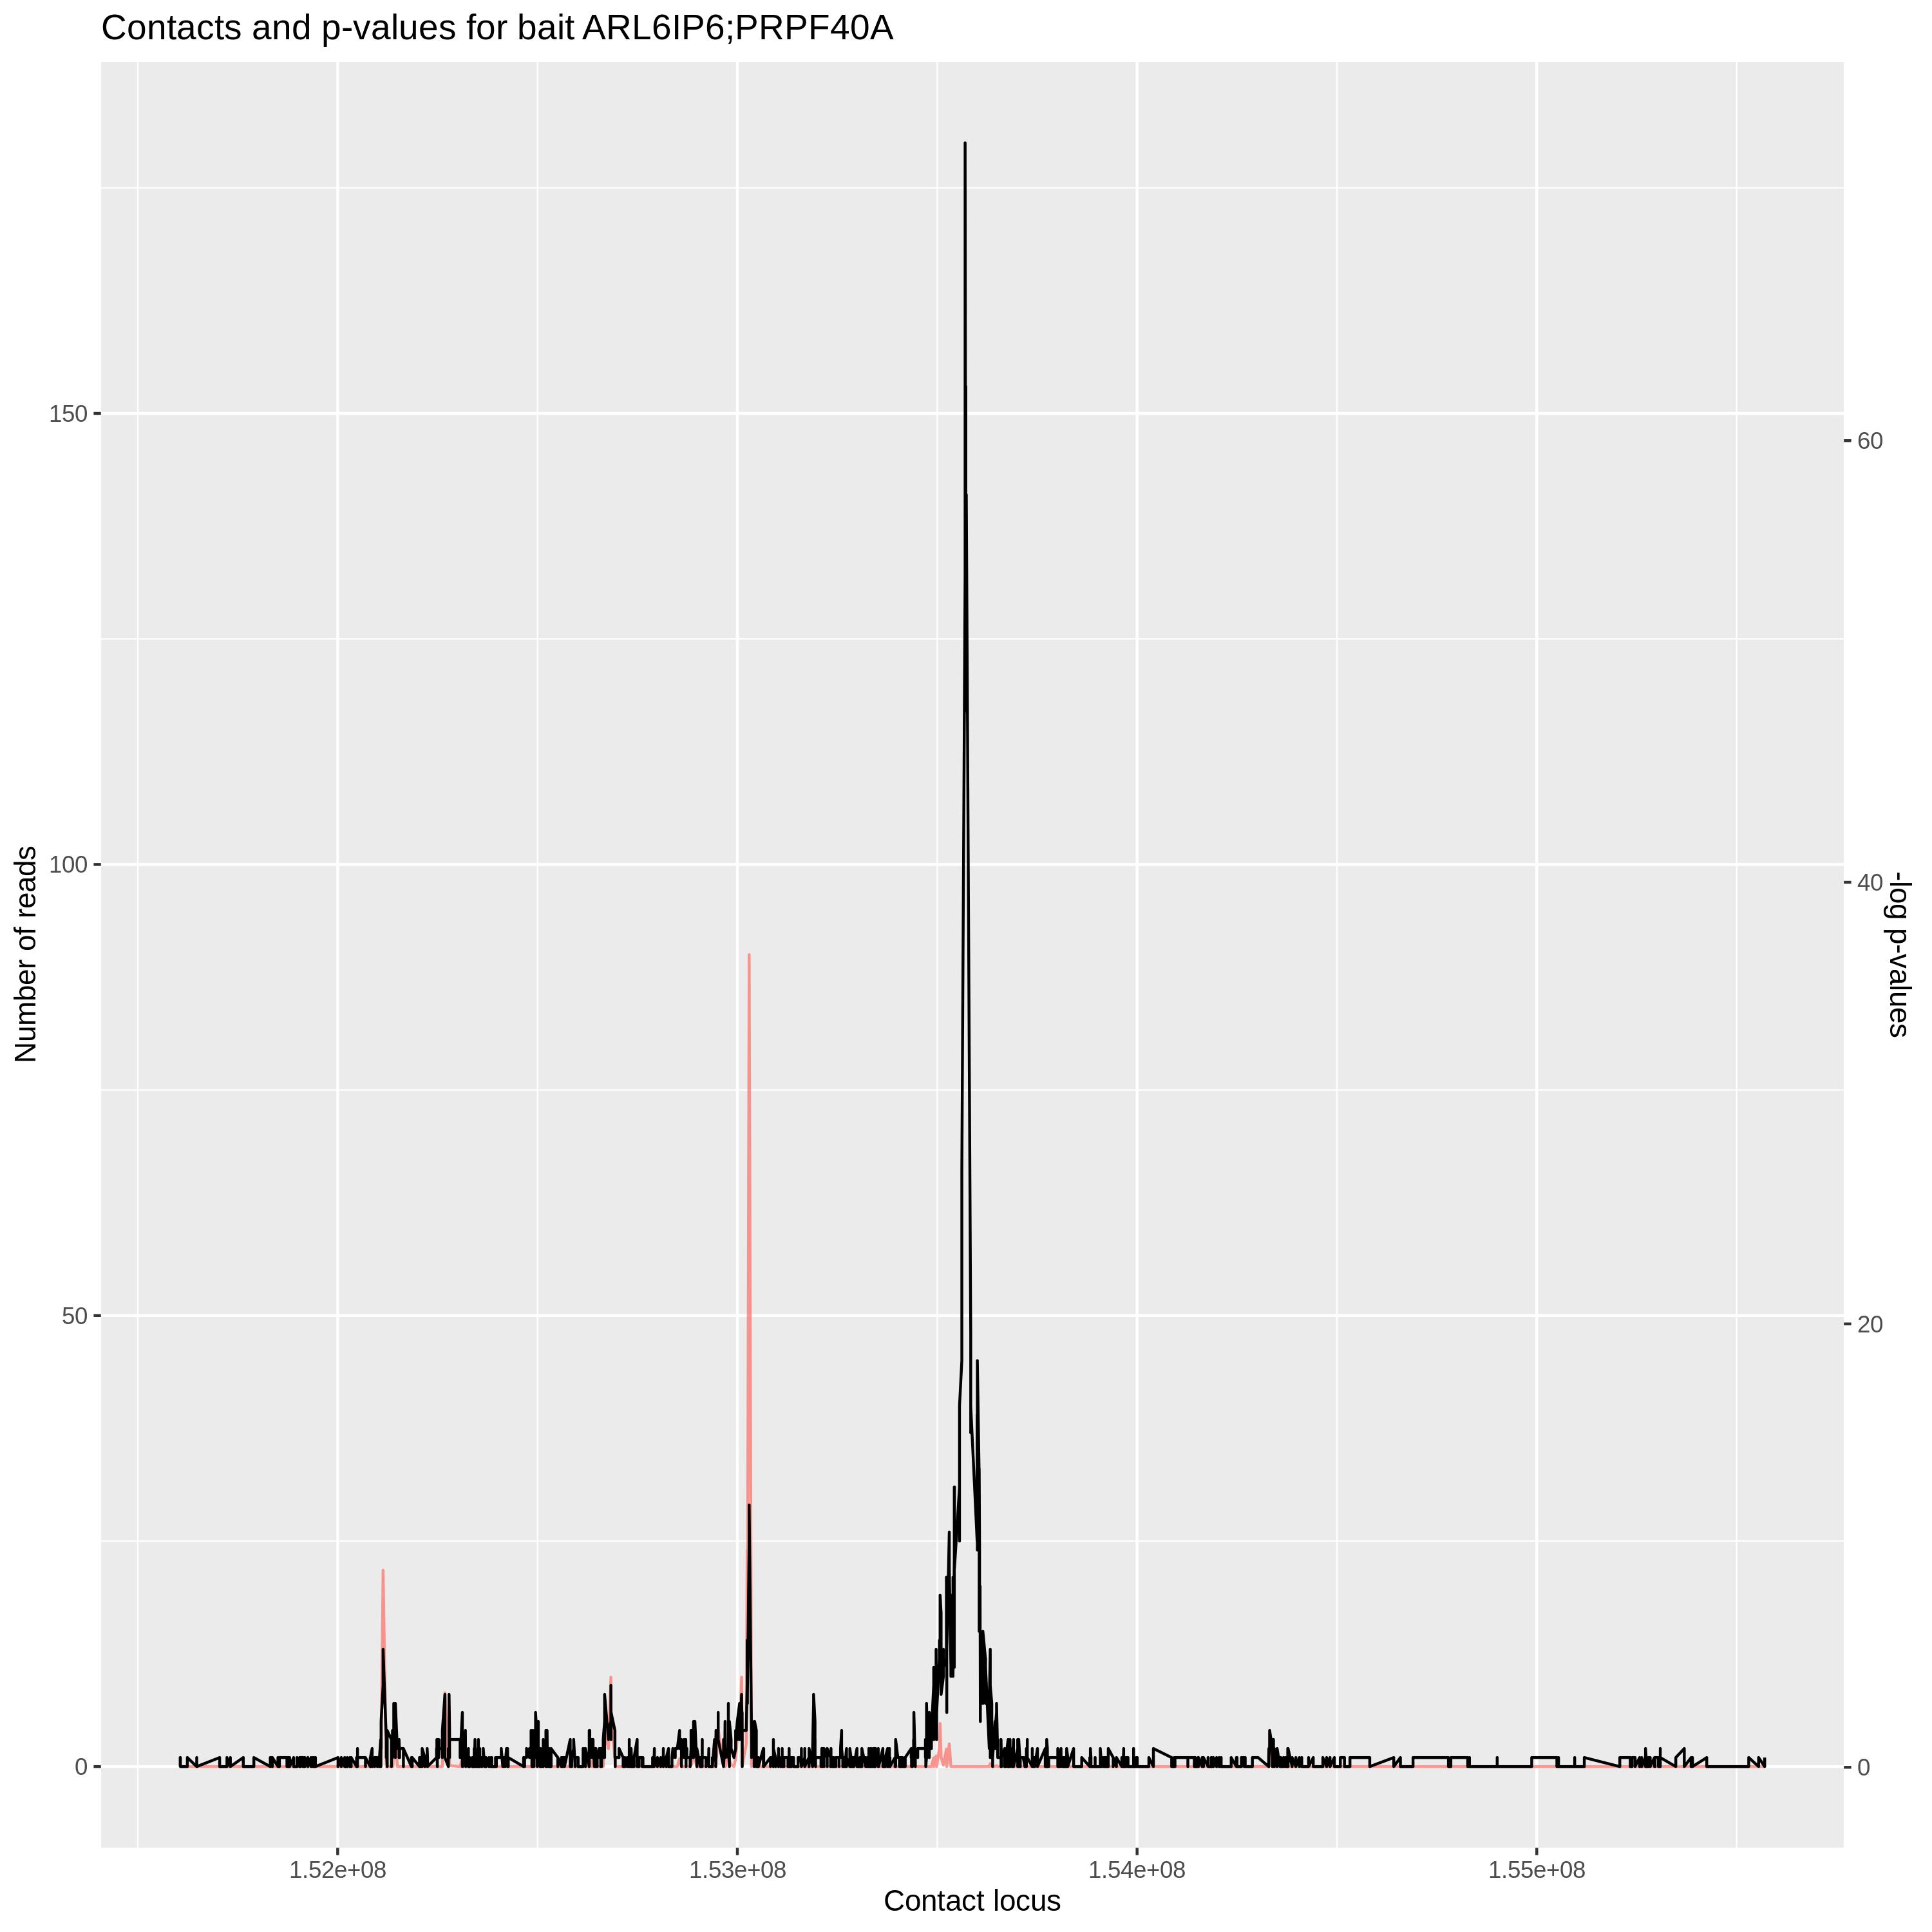 Contacts and p-values for bait ARL6IP6;PRPF40A
150
100
50
0
Number of reads
60
40
20
0
-log p-values
1.52e+08
1.53e+08
1.54e+08
1.55e+08
Contact locus